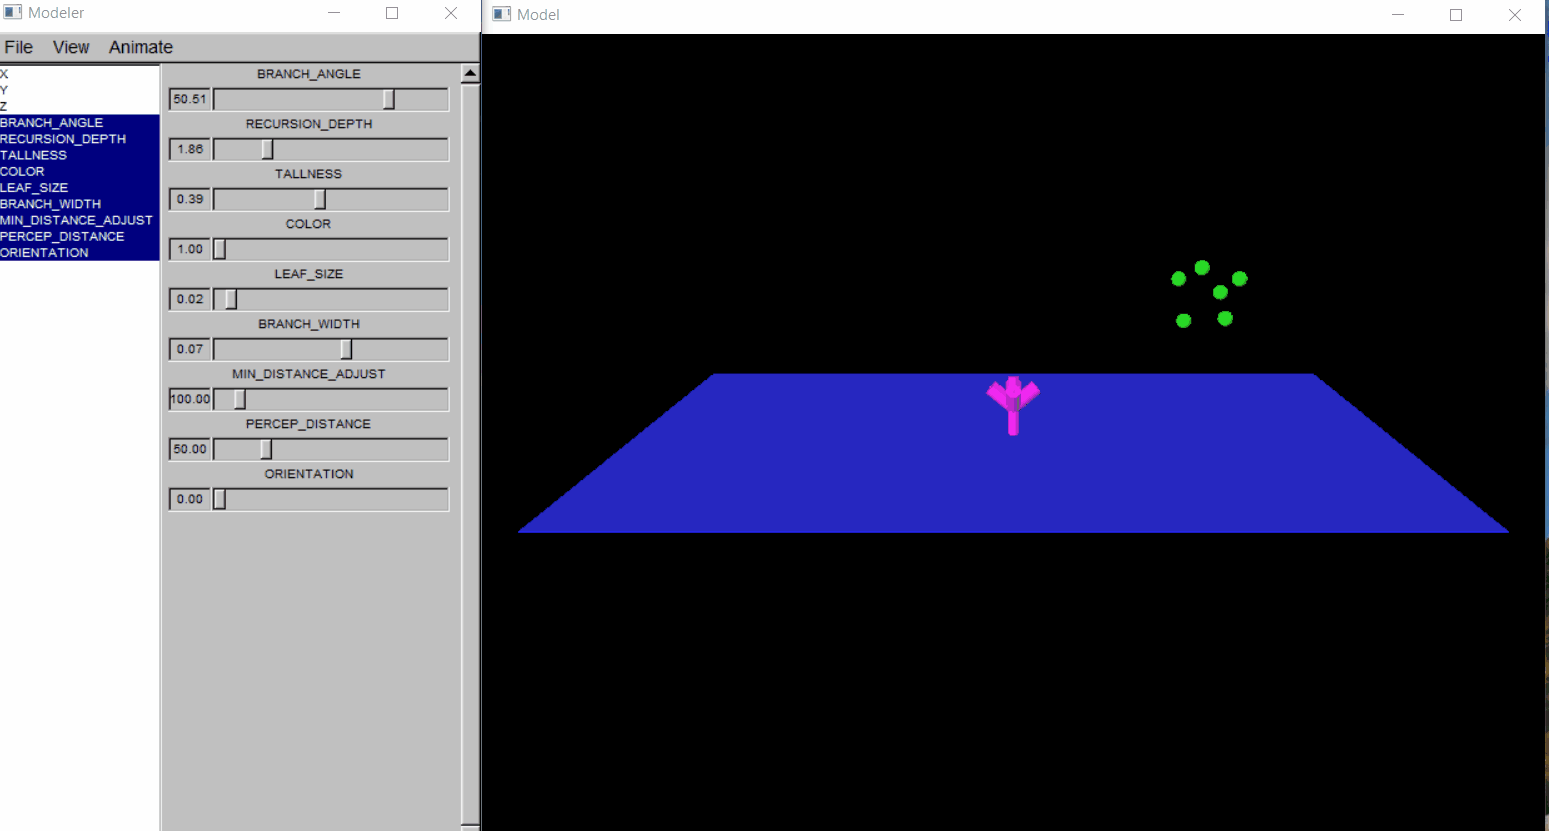 Modeler
File View Animate
X
Y
Z
BRANCH_ANGLE
RECURSION_DEPTH
TALLNESS
COLOR
LEAF_SIZE
BRANCH_WIDTH
MIN_DISTANCE_ADJUST
PERCEP_DISTANCE
ORIENTATION
BRANCH_ANGLE
50.51
RECURSION_DEPTH
1.86
TALLNESS
0.39
COLOR
1.00
LEAF_SIZE
0.02
BRANCH_WIDTH
0.07
MIN_DISTANCE_ADJUST
100.00
PERCEP_DISTANCE
50.00
ORIENTATION
0.00
Model